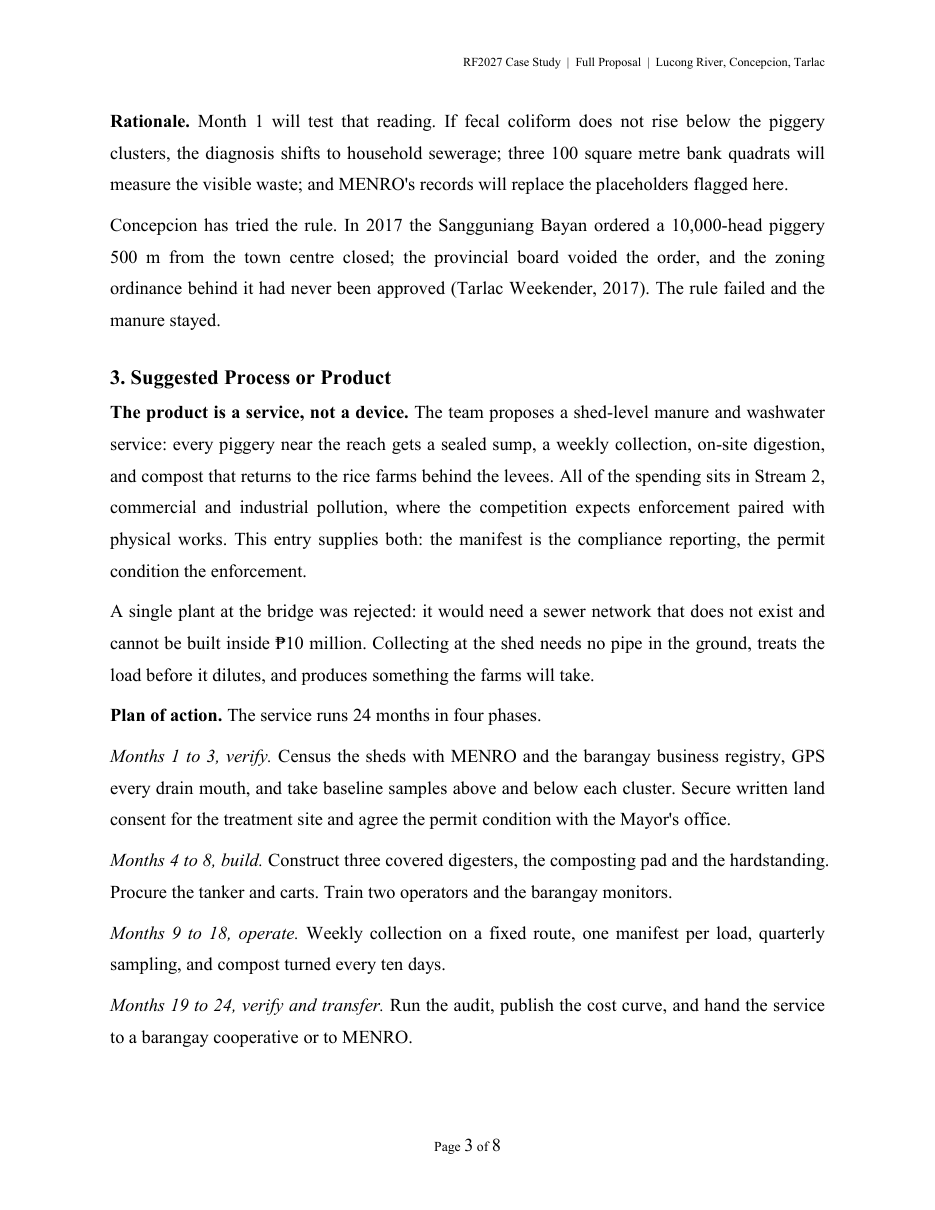 RF2027 Case Study | Full Proposal | Lucong River, Concepcion, Tarlac
Rationale. Month 1 will test that reading. If fecal coliform does not rise below the piggery
clusters, the diagnosis shifts to household sewerage; three 100 square metre bank quadrats will
measure the visible waste; and MENRO's records will replace the placeholders flagged here.
Concepcion has tried the rule. In 2017 the Sangguniang Bayan ordered a 10,000-head piggery
500 m from the town centre closed; the provincial board voided the order, and the zoning
ordinance behind it had never been approved (Tarlac Weekender, 2017). The rule failed and the
manure stayed.
3. Suggested Process or Product
The product is a service, not a device. The team proposes a shed-level manure and washwater
service: every piggery near the reach gets a sealed sump, a weekly collection, on-site digestion,
and compost that returns to the rice farms behind the levees. All of the spending sits in Stream 2,
commercial and industrial pollution, where the competition expects enforcement paired with
physical works. This entry supplies both: the manifest is the compliance reporting, the permit
condition the enforcement.
A single plant at the bridge was rejected: it would need a sewer network that does not exist and
cannot be built inside ₱10 million. Collecting at the shed needs no pipe in the ground, treats the
load before it dilutes, and produces something the farms will take.
Plan of action. The service runs 24 months in four phases.
Months 1 to 3, verify. Census the sheds with MENRO and the barangay business registry, GPS
every drain mouth, and take baseline samples above and below each cluster. Secure written land
consent for the treatment site and agree the permit condition with the Mayor's office.
Months 4 to 8, build. Construct three covered digesters, the composting pad and the hardstanding.
Procure the tanker and carts. Train two operators and the barangay monitors.
Months 9 to 18, operate. Weekly collection on a fixed route, one manifest per load, quarterly
sampling, and compost turned every ten days.
Months 19 to 24, verify and transfer. Run the audit, publish the cost curve, and hand the service
to a barangay cooperative or to MENRO.
Page 3 of 8